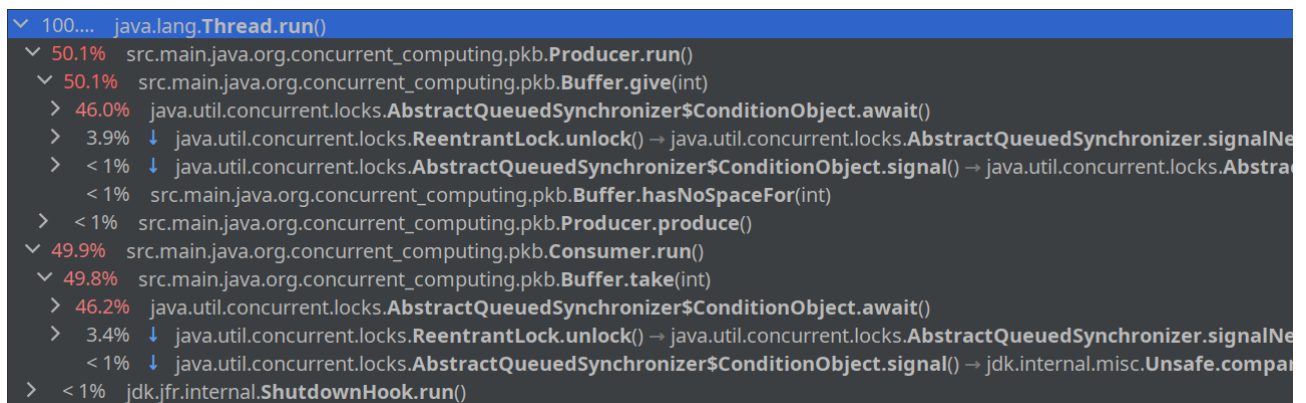 100.... java.lang.Thread.run()
50.1% src.main.java.org.concurrent_computing.pkb.Producer.run()
50.1% src.main.java.org.concurrent_computing.pkb.Buffer.give(int)
46.0% java.util.concurrent.locks.AbstractQueuedSynchronizer$ConditionObject.await()
3.9% ↓ java.util.concurrent.locks.ReentrantLock.unlock() → java.util.concurrent.locks.AbstractQueuedSynchronizer.signalNe
< 1% ↓ java.util.concurrent.locks.AbstractQueuedSynchronizer$ConditionObject.signal() → java.util.concurrent.locks.Abstrac
< 1% src.main.java.org.concurrent_computing.pkb.Buffer.hasNoSpaceFor(int)
< 1% src.main.java.org.concurrent_computing.pkb.Producer.produce()
49.9% src.main.java.org.concurrent_computing.pkb.Consumer.run()
49.8% src.main.java.org.concurrent_computing.pkb.Buffer.take(int)
46.2% java.util.concurrent.locks.AbstractQueuedSynchronizer$ConditionObject.await()
3.4% ↓ java.util.concurrent.locks.ReentrantLock.unlock() → java.util.concurrent.locks.AbstractQueuedSynchronizer.signalNe
< 1% ↓ java.util.concurrent.locks.AbstractQueuedSynchronizer$ConditionObject.signal() → jdk.internal.misc.Unsafe.compar
< 1% jdk.jfr.internal.ShutdownHook.run()